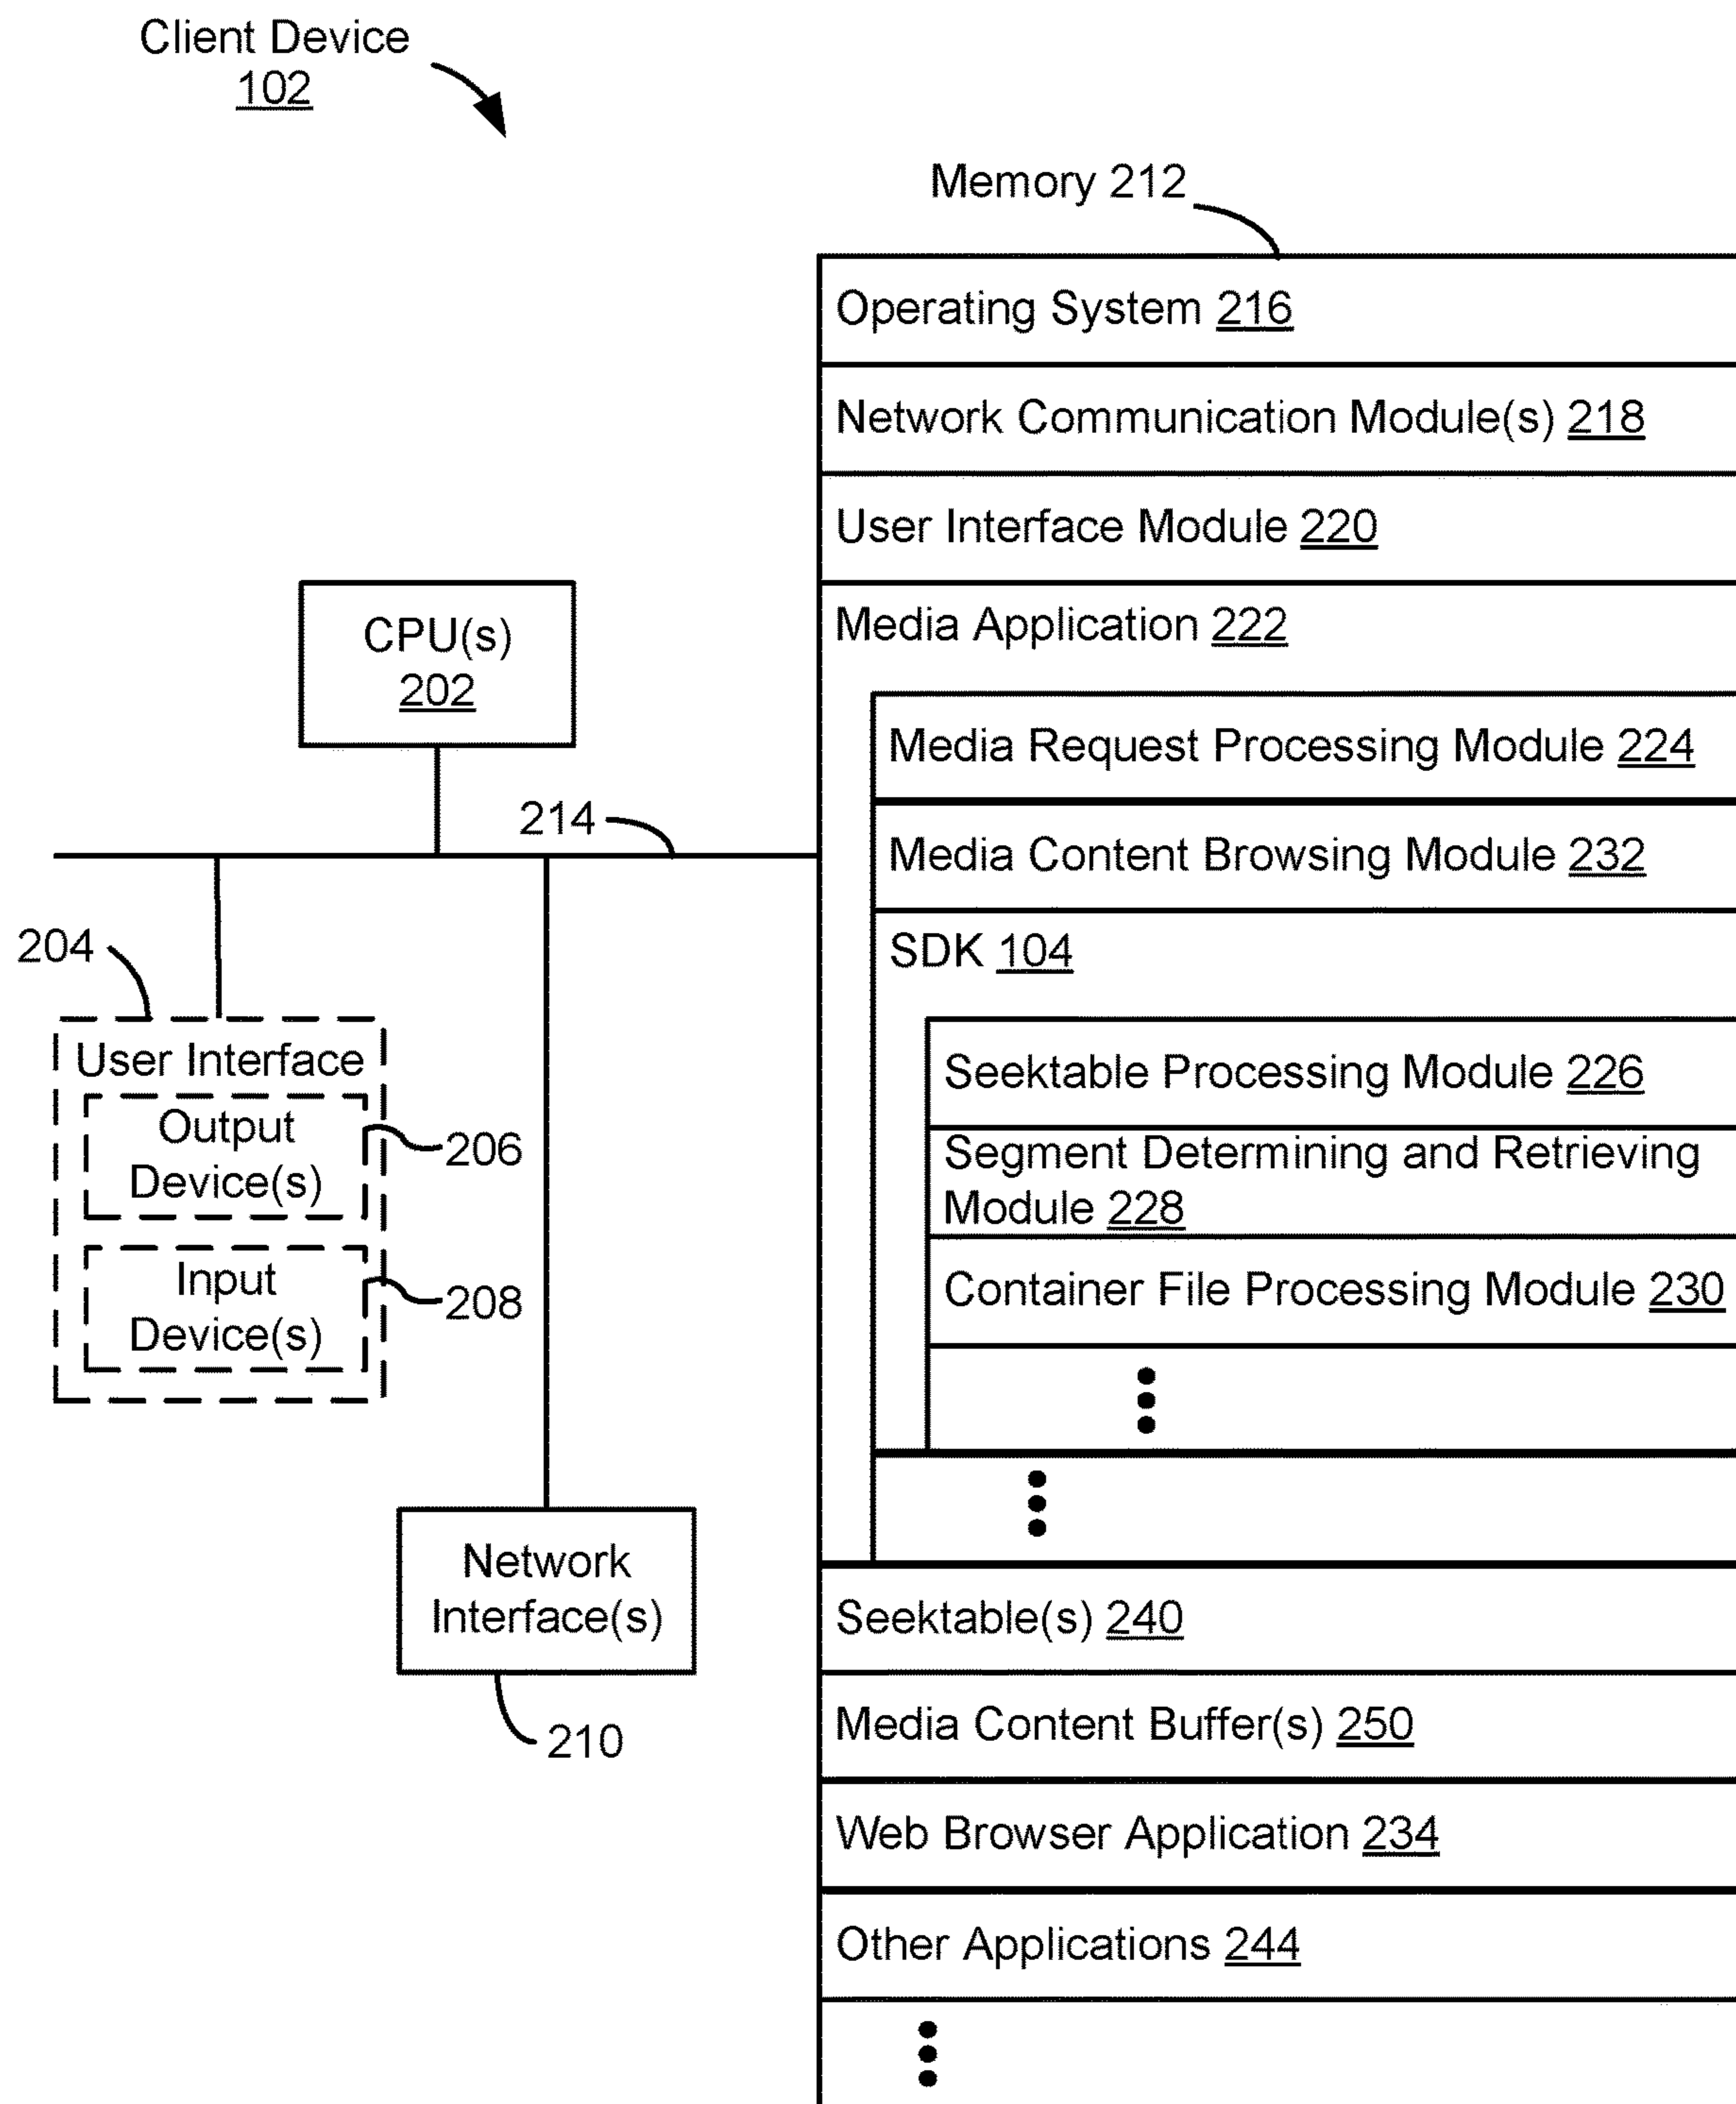 Client Device
102
Memory 212
Operating System 216
Network Communication Module(s) 218
User Interface Module 220
Media Application 222
Media Request Processing Module 224
Media Content Browsing Module 232
SDK 104
Seektable Processing Module 226
Segment Determining and Retrieving
Module 228
Container File Processing Module 230
Seektable(s) 240
Media Content Buffer(s) 250
Web Browser Application 234
Other Applications 244
CPU(s)
202
214
204
User Interface
Output
Device(s)
206
Input
Device(s)
208
Network
Interface(s)
210